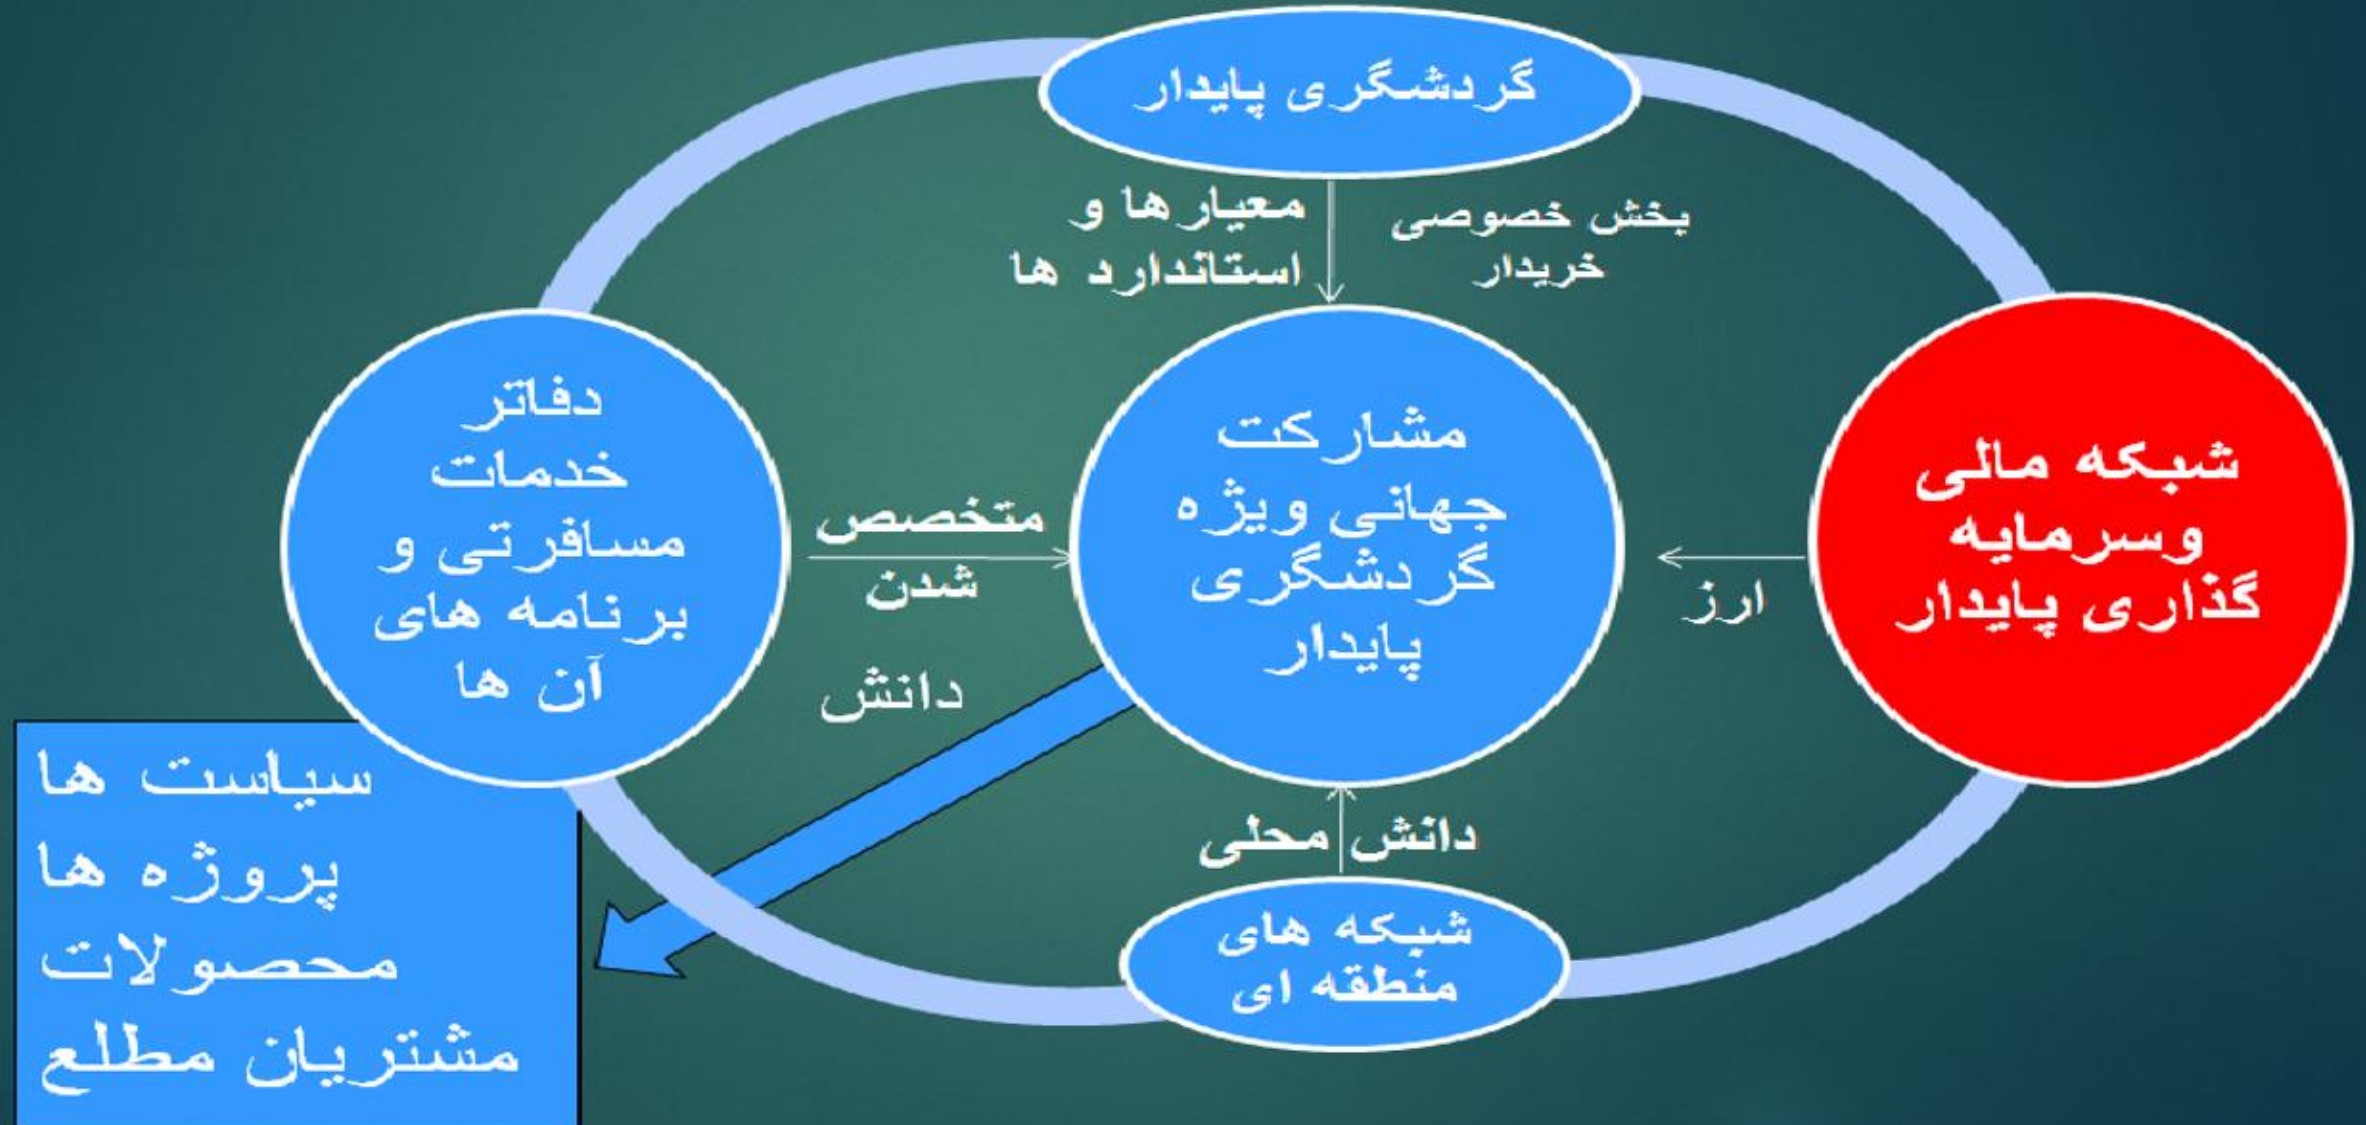 گردشگری پایدار
بخش خصوصی
خریدار
معیار ها و
استاندارد ها
شبکه مالی
وسرمایه
گذاری پایدار
ارز
مشارکت
جهانی ویژه
گردشگری
پایدار
متخصص
شدن
دانش
دفاتر
خدمات
مسافرتی و
برنامه های
آن ها
دانش محلی
شبکه های
منطقه ای
سیاست ها
پروژه ها
محصولات
مشتریان مطلع